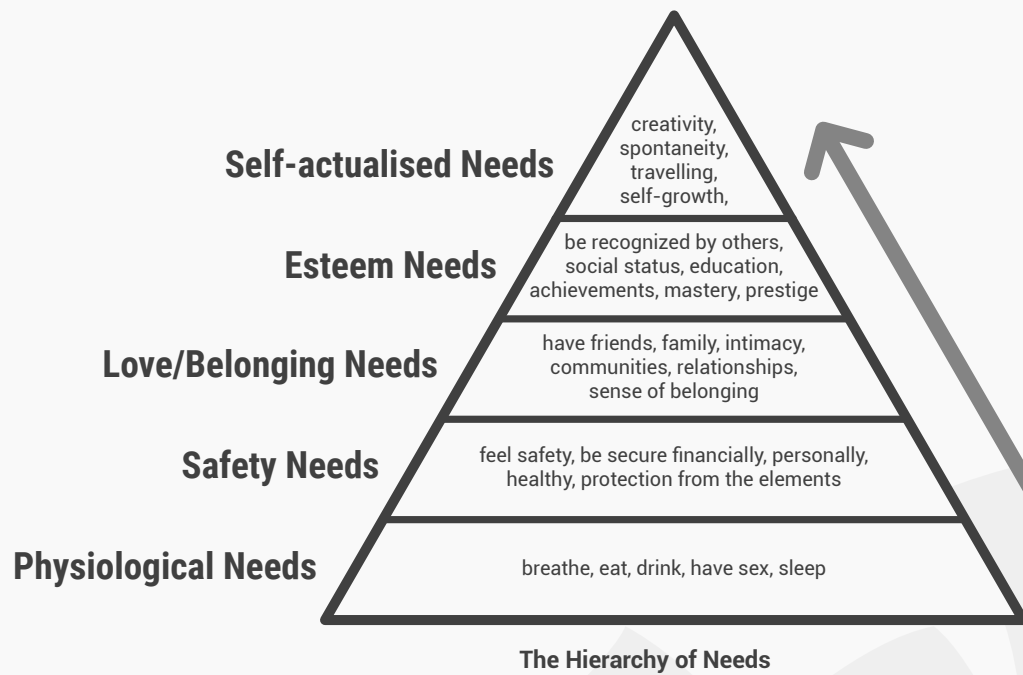 Self-actualised Needs
creativity,
spontaneity,
travelling,
self-growth,
Esteem Needs
be recognized by others,
social status, education,
achievements, mastery, prestige
Love/Belonging Needs
have friends, family, intimacy,
communities, relationships,
sense of belonging
Safety Needs
feel safety, be secure financially, personally,
healthy, protection from the elements
Physiological Needs
breathe, eat, drink, have sex, sleep
The Hierarchy of Needs